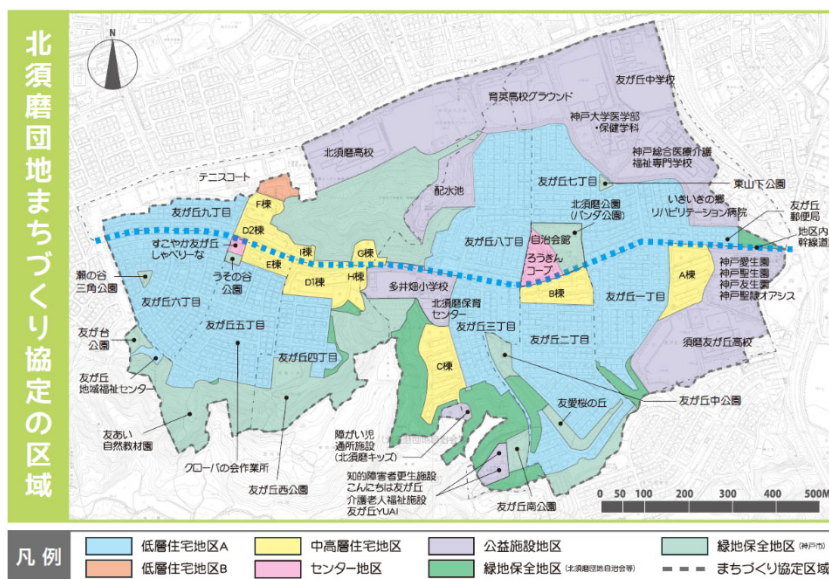 北須磨団地まちづくり協定の区域
N
友が丘中学校
育英高校グラウンド
神戸大学医学部
・保健学科
北須磨高校
神戸総合医療介護
福祉専門学校
テニスコート
配水池
友が丘七丁目
東山下公園
F棟
友が丘九丁目
北須磨公園
(パンダ公園)
いきいきの郷
リハビリテーション病院
友が丘
郵便局
D2棟
すこやか友が丘
しゃべりーな
I棟
G棟
友が丘八丁目
自治会館
地区内
幹線道
瀬の谷
三角公園
うその谷
公園
E棟
D1棟
H棟
ろうきん
コープ
A棟
神戸愛生園
神戸聖生園
神戸友生園
神戸聖隷オアシス
友が丘六丁目
多井畑小学校
B棟
友が丘一丁目
北須磨保育
センター
友が丘五丁目
友が丘三丁目
友が丘二丁目
須磨友が丘高校
友が台
公園
友が丘四丁目
C棟
友が丘
地域福祉センター
友が丘中公園
友愛桜の丘
友あい
自然教材園
クローバの会作業所
友が丘西公園
障がい児
通所施設
(北須磨キッズ)
知的障害者更生施設
こんにちは友が丘
介護老人福祉施設
友が丘YUAI
友が丘南公園
0 50 100 200 300 400 500M
凡例
低層住宅地区A
中高層住宅地区
公益施設地区
緑地保全地区(神戸市)
低層住宅地区B
センター地区
緑地保全地区(北須磨団地自治会等)
まちづくり協定区域